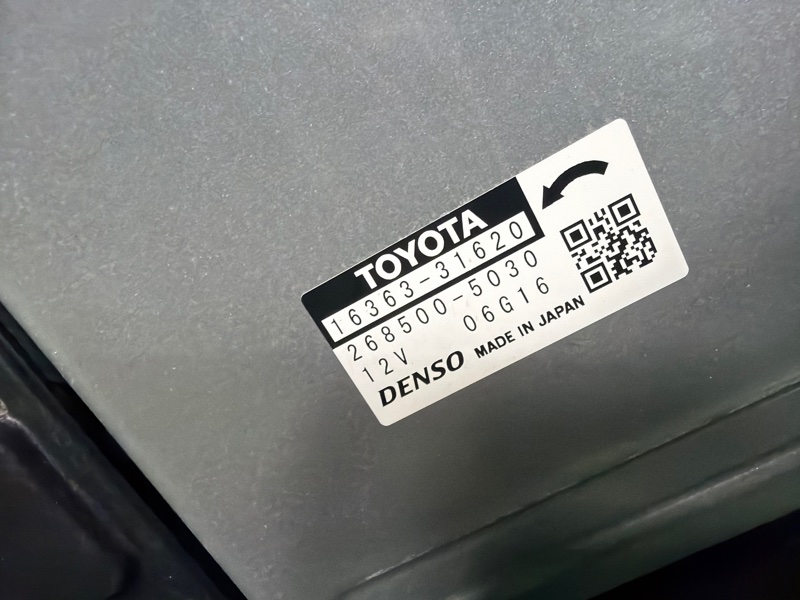 TOYOTA
16363-31620
268500-5030
12V 06G16
DENSO MADE IN JAPAN